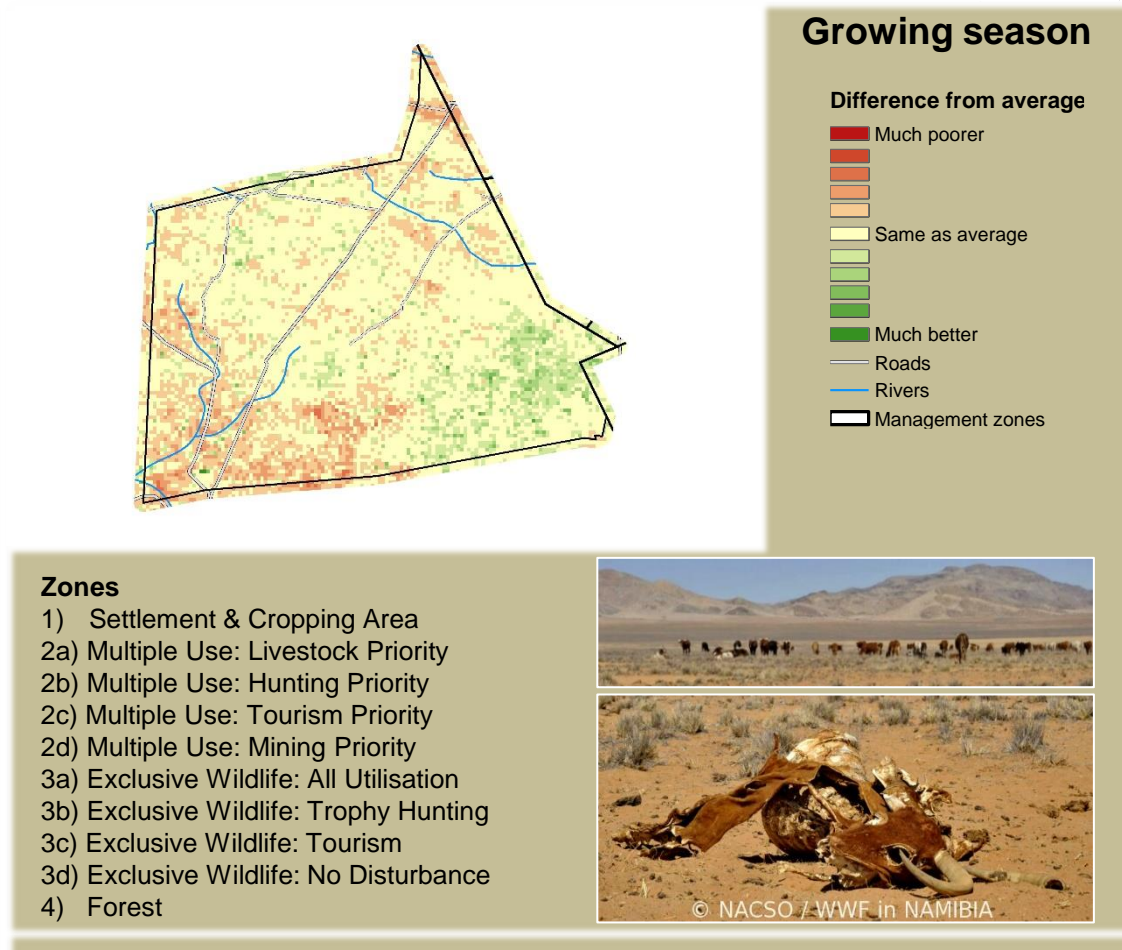 Growing season
Difference from average
Much poorer
Same as average
Much better
Roads
Rivers
Management zones
Zones
1) Settlement & Cropping Area
2a) Multiple Use: Livestock Priority
2b) Multiple Use: Hunting Priority
2c) Multiple Use: Tourism Priority
2d) Multiple Use: Mining Priority
3a) Exclusive Wildlife: All Utilisation
3b) Exclusive Wildlife: Trophy Hunting
3c) Exclusive Wildlife: Tourism
3d) Exclusive Wildlife: No Disturbance
4) Forest
© NACSO / WWF in NAMIBIA